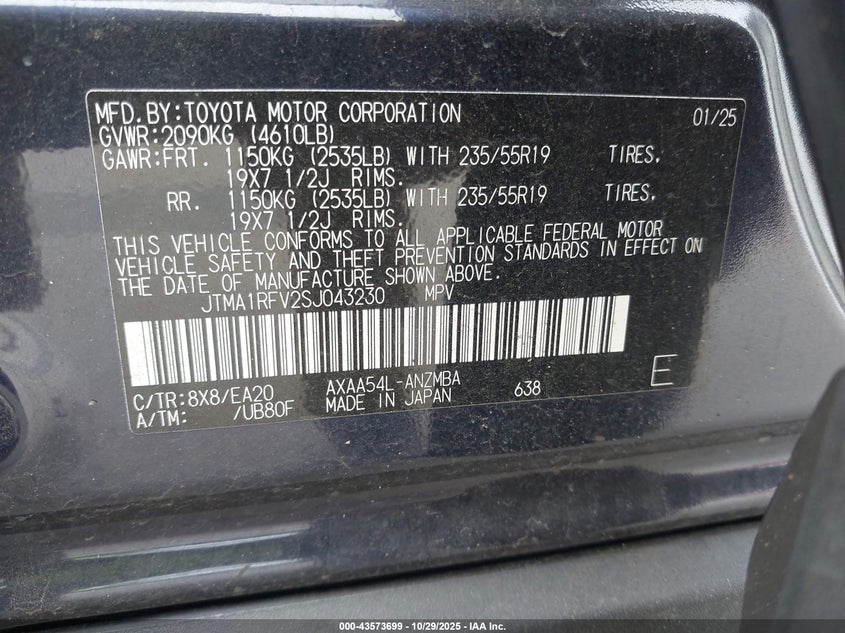 MFD.BY:TOYOTA MOTOR CORPORATION 01/25
GVWR:2090KG (4610LB)
GAWR:FRT. 1150KG (2535LB) WITH 235/55R19 TIRES.
19X7 1/2J RIMS.
RR. 1150KG (2535LB) WITH 235/55R19 TIRES.
19X7 1/2J RIMS.
THIS VEHICLE CONFORMS TO ALL APPLICABLE FEDERAL MOTOR
VEHICLE SAFETY AND THEFT PREVENTION STANDARDS IN EFFECT ON
THE DATE OF MANUFACTURE SHOWN ABOVE.
JTMA1RFV2SJ043230 MPV
C/TR:8X8/EA20 AXAA54L-ANZMBA 638 E
A/TM: /UB80F MADE IN JAPAN
000-43573699 | 10/29/2025 - IAA Inc.